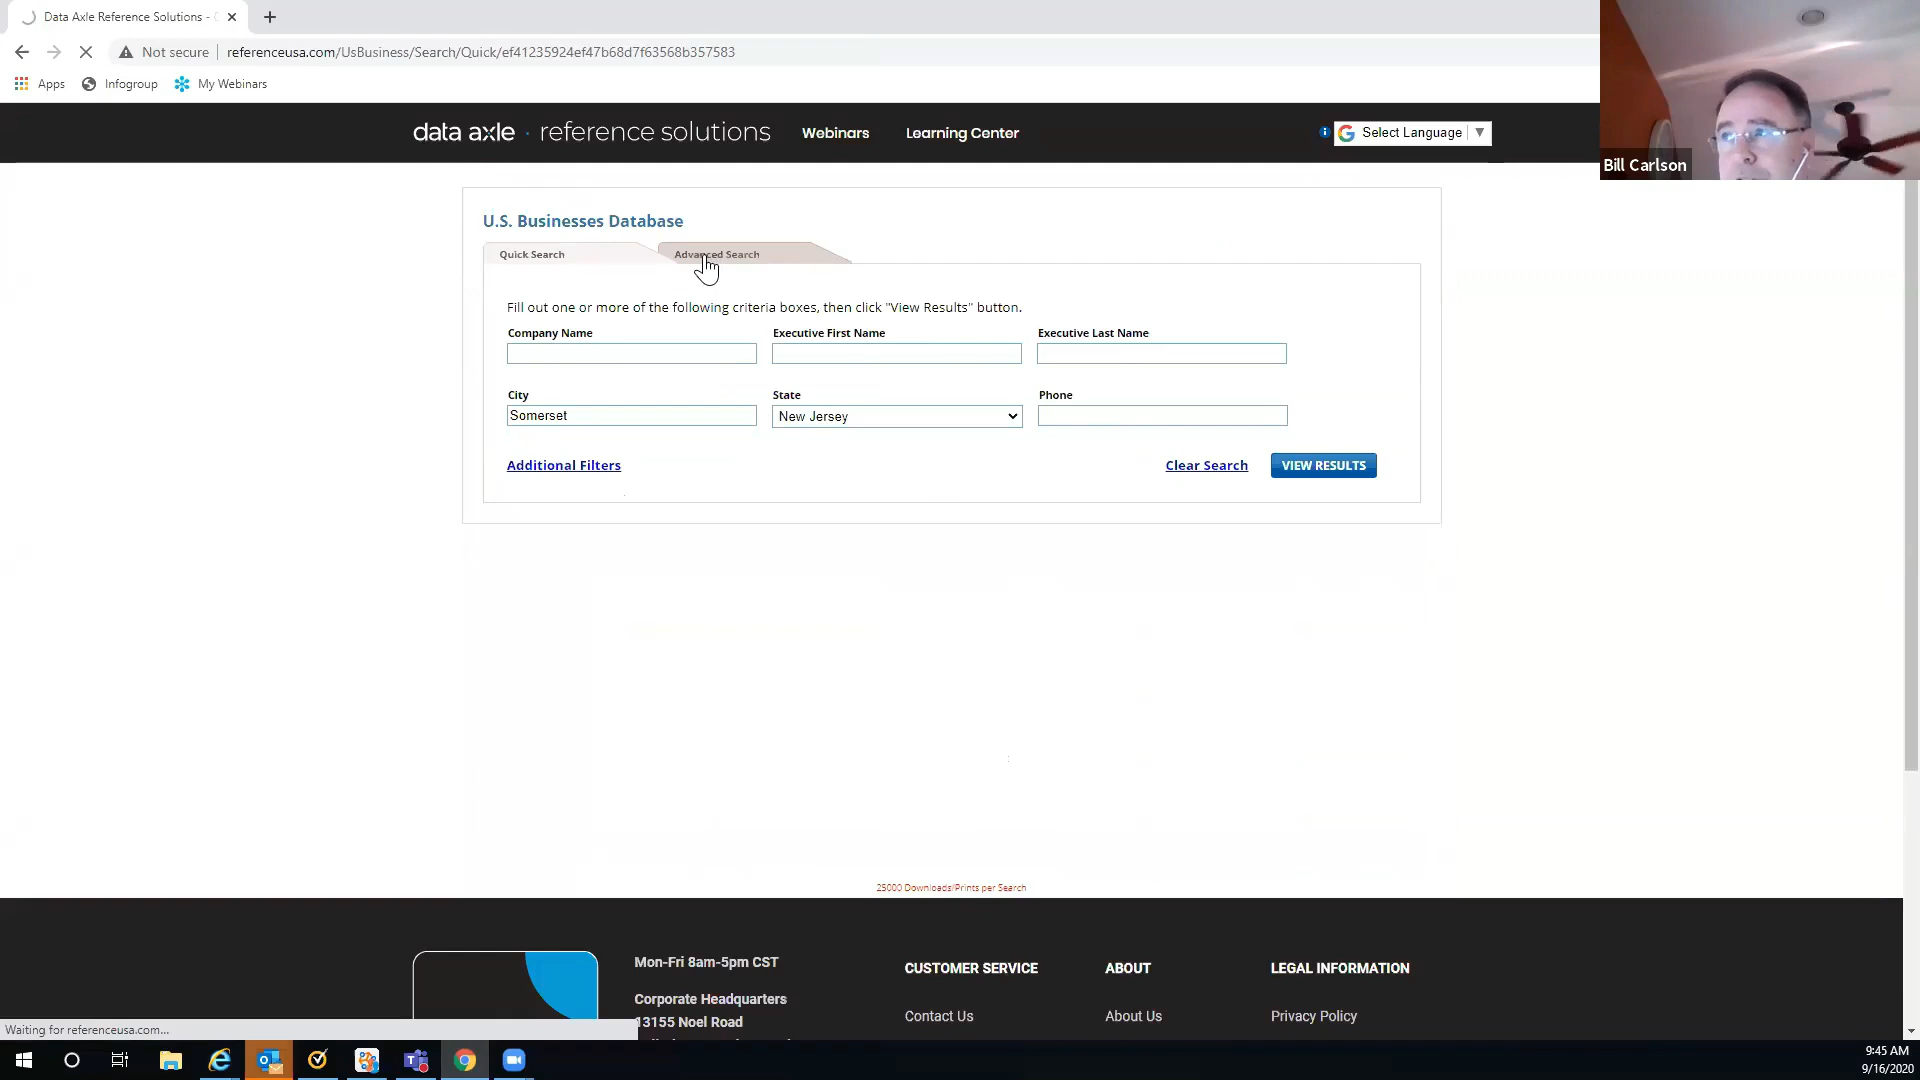 Data Axle Reference Solutions -
Not secure
referenceusa.com/UsBusiness/Search/Quick/ef41235924ef47b68d7f63568b357583
Apps
Infogroup
My Webinars
data axle · reference solutions
Webinars
Learning Center
Select Language
Bill Carlson
U.S. Businesses Database
Quick Search
Advanced Search
Fill out one or more of the following criteria boxes, then click "View Results" button.
Company Name
Executive First Name
Executive Last Name
City
State
Phone
Somerset
New Jersey
Additional Filters
Clear Search
VIEW RESULTS
25000 Downloads/Prints per Search
Mon-Fri 8am-5pm CST
CUSTOMER SERVICE
ABOUT
LEGAL INFORMATION
Corporate Headquarters
13155 Noel Road
Contact Us
About Us
Privacy Policy
Waiting for referenceusa.com...
9:45 AM
9/16/2020